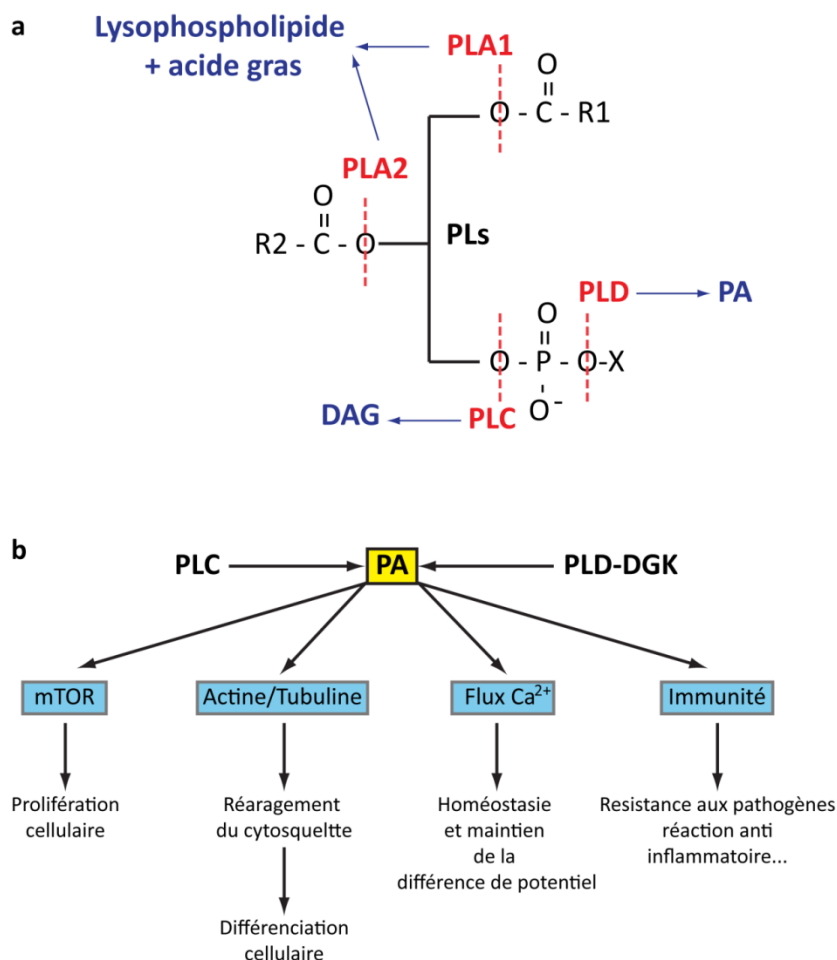 a
Lysophospholipide
+ acide gras
PLA1
O
O - C - R1
PLA2
O
R2 - C - O
PLs
PLD
PA
O
O - P - O-X
O-
DAG
PLC
b
PLC
PA
PLD-DGK
mTOR
Actine/Tubuline
Flux Ca2+
Immunité
Prolifération
cellulaire
Réaragement
du cytosqueltte
Homéostasie
et maintien
de la
différence de potentiel
Resistance aux pathogènes
réaction anti
inflammatoire...
Différenciation
cellulaire